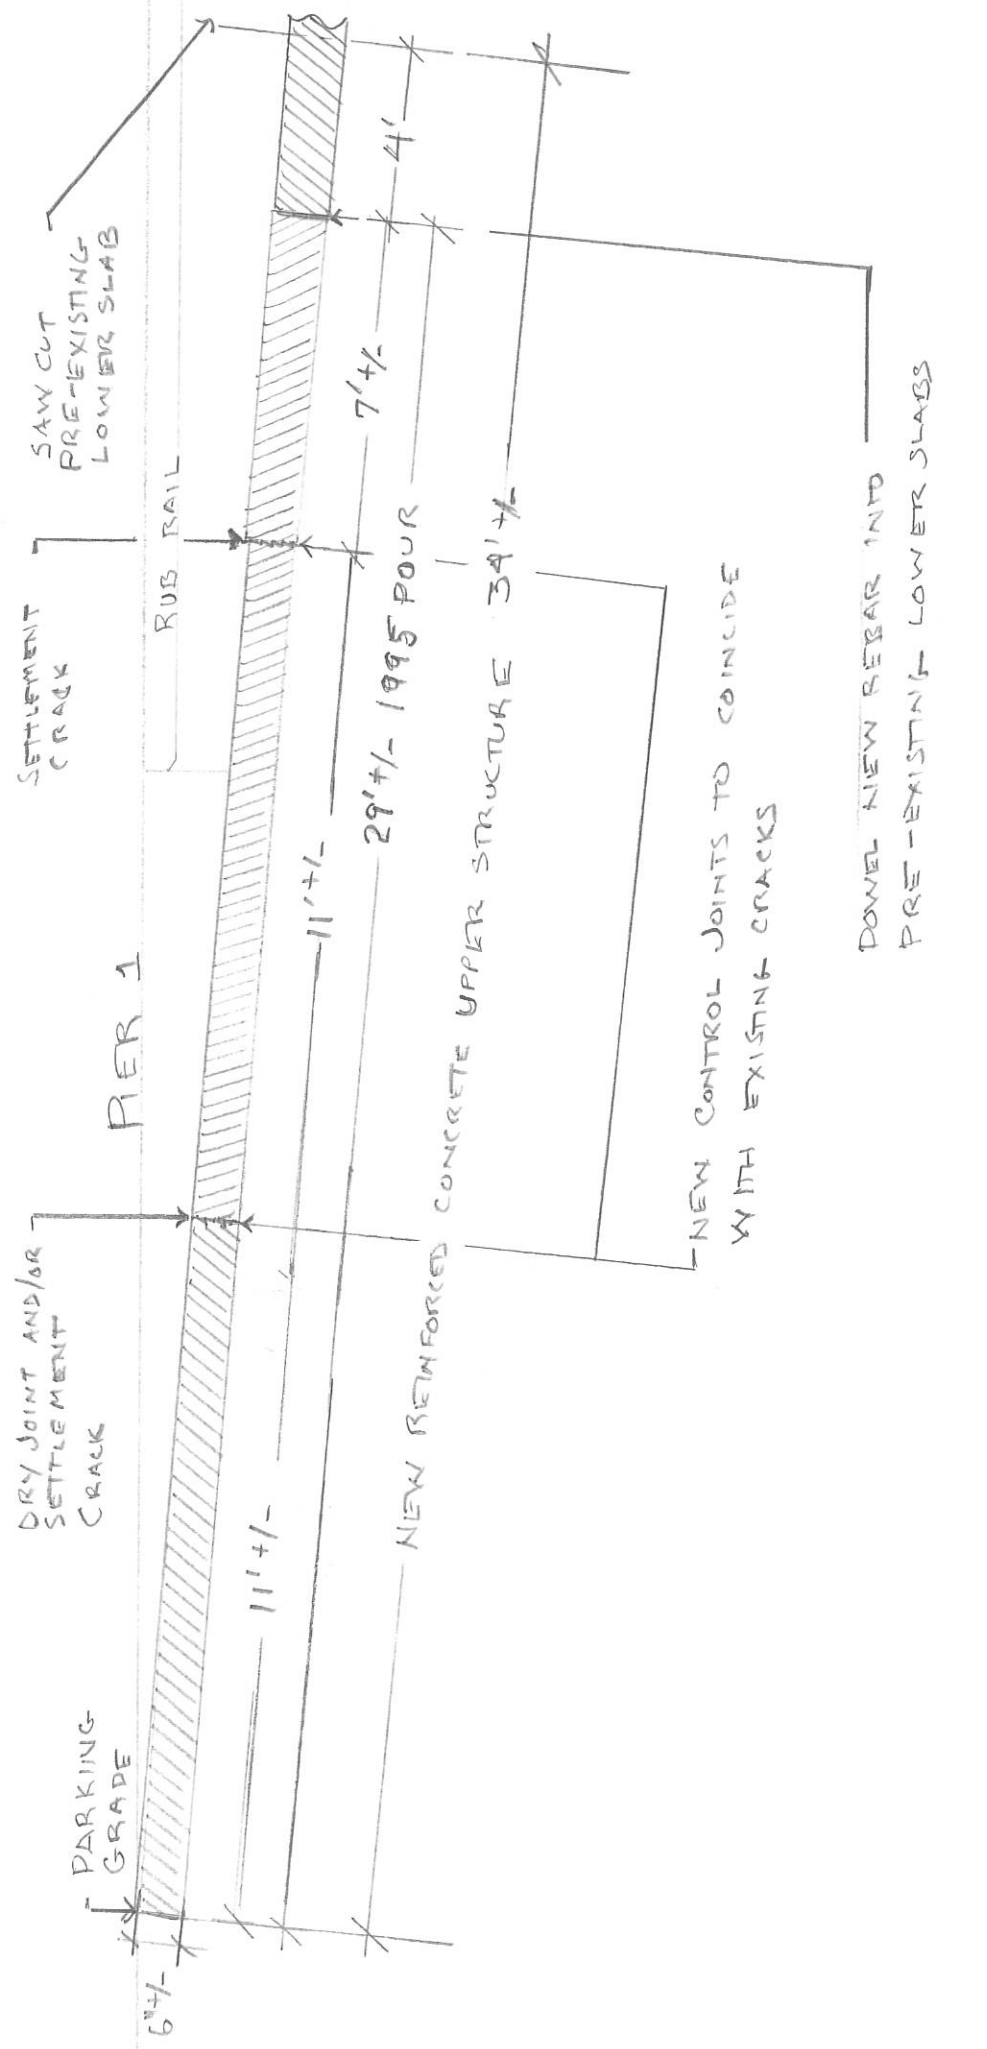 PARKING
GRADE
DRY JOINT AND/OR
SETTLEMENT
CRACK
SETTLEMENT
CRACK
SAW CUT
PRE-EXISTING
LOWER SLAB
PIER 1
RUB RAIL
6"+/-
11'+/-
11'+/-
7'+/-
4'
29'+/- 1995 POUR
NEW REINFORCED CONCRETE UPPER STRUCTURE 34'+/-
NEW CONTROL JOINTS TO COINCIDE
WITH EXISTING CRACKS
DOWEL NEW REBAR INTO
PRE-EXISTING LOWER SLABS